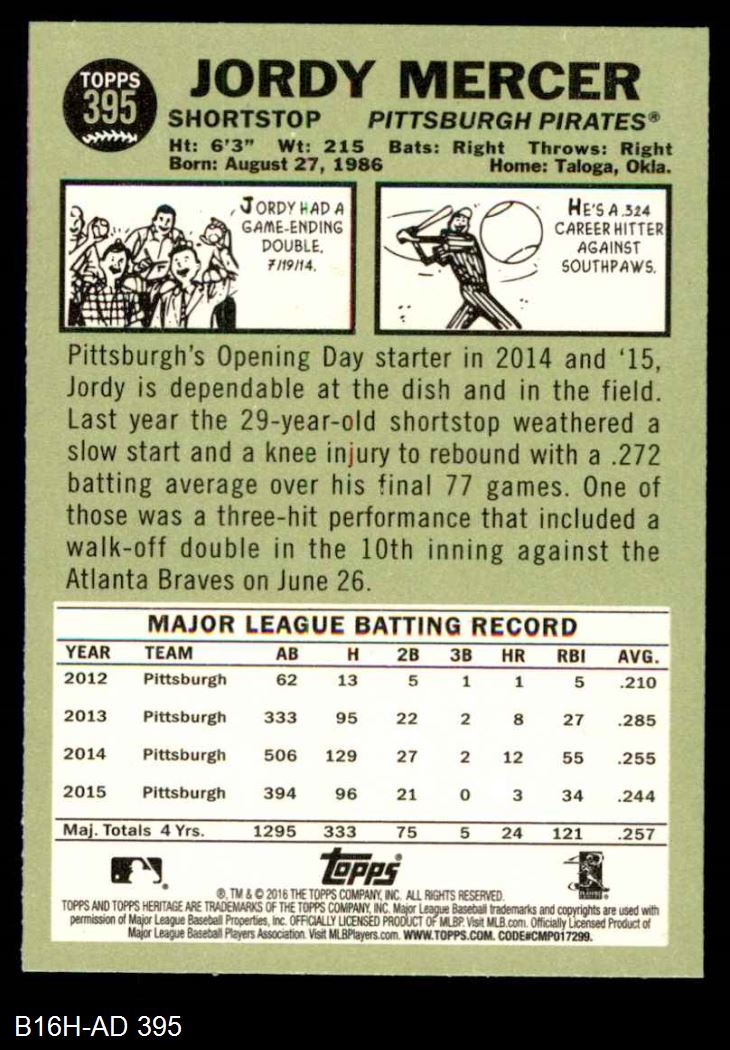 TOPPS
395
JORDY MERCER
SHORTSTOP PITTSBURGH PIRATES®
Ht: 6'3" Wt: 215 Bats: Right Throws: Right
Born: August 27, 1986 Home: Taloga, Okla.
JORDY HAD A
GAME-ENDING
DOUBLE,
7/19/14.
HE'S A .324
CAREER HITTER
AGAINST
SOUTHPAWS.
Pittsburgh's Opening Day starter in 2014 and '15,
Jordy is dependable at the dish and in the field.
Last year the 29-year-old shortstop weathered a
slow start and a knee injury to rebound with a .272
batting average over his final 77 games. One of
those was a three-hit performance that included a
walk-off double in the 10th inning against the
Atlanta Braves on June 26.
MAJOR LEAGUE BATTING RECORD
YEAR TEAM AB H 2B 3B HR RBI AVG.
2012 Pittsburgh 62 13 5 1 1 5 .210
2013 Pittsburgh 333 95 22 2 8 27 .285
2014 Pittsburgh 506 129 27 2 12 55 .255
2015 Pittsburgh 394 96 21 0 3 34 .244
Maj. Totals 4 Yrs. 1295 333 75 5 24 121 .257
Topps®
®, TM & © 2016 THE TOPPS COMPANY, INC. ALL RIGHTS RESERVED.
TOPPS AND TOPPS HERITAGE ARE TRADEMARKS OF THE TOPPS COMPANY, INC. Major League Baseball trademarks and copyrights are used with
permission of Major League Baseball Properties, Inc. OFFICIALLY LICENSED PRODUCT OF MLBP. Visit MLB.com. Officially Licensed Product of
Major League Baseball Players Association. Visit MLBPlayers.com. WWW.TOPPS.COM. CODE#CMP017299.
B16H-AD 395